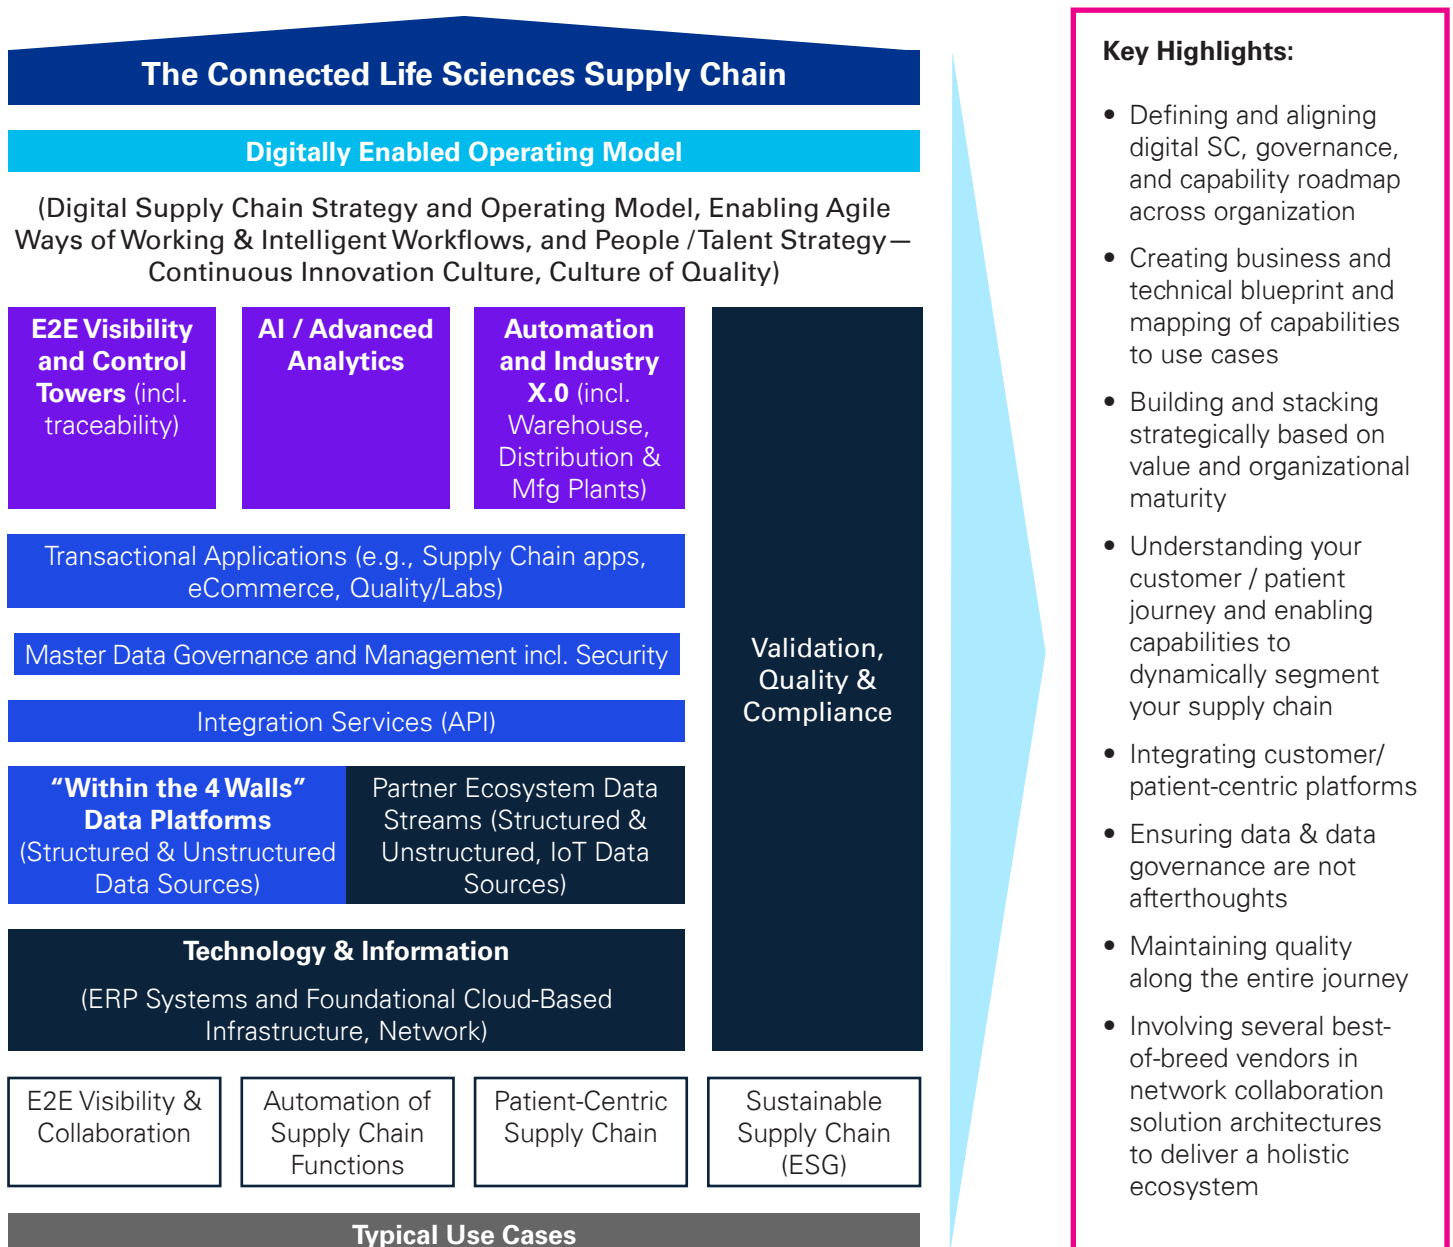 The Connected Life Sciences Supply Chain
Digitally Enabled Operating Model
(Digital Supply Chain Strategy and Operating Model, Enabling Agile
Ways of Working & Intelligent Workflows, and People / Talent Strategy—
Continuous Innovation Culture, Culture of Quality)
E2E Visibility
and Control
Towers (incl.
traceability)
AI / Advanced
Analytics
Automation
and Industry
X.0 (incl.
Warehouse,
Distribution &
Mfg Plants)
Transactional Applications (e.g., Supply Chain apps,
eCommerce, Quality/Labs)
Master Data Governance and Management incl. Security
Integration Services (API)
“Within the 4 Walls”
Data Platforms
(Structured & Unstructured
Data Sources)
Partner Ecosystem Data
Streams (Structured &
Unstructured, IoT Data
Sources)
Technology & Information
(ERP Systems and Foundational Cloud-Based
Infrastructure, Network)
Validation,
Quality &
Compliance
E2E Visibility &
Collaboration
Automation of
Supply Chain
Functions
Patient-Centric
Supply Chain
Sustainable
Supply Chain
(ESG)
Typical Use Cases
Key Highlights:
• Defining and aligning
digital SC, governance,
and capability roadmap
across organization
• Creating business and
technical blueprint and
mapping of capabilities
to use cases
• Building and stacking
strategically based on
value and organizational
maturity
• Understanding your
customer / patient
journey and enabling
capabilities to
dynamically segment
your supply chain
• Integrating customer/
patient-centric platforms
• Ensuring data & data
governance are not
afterthoughts
• Maintaining quality
along the entire journey
• Involving several best-
of-breed vendors in
network collaboration
solution architectures
to deliver a holistic
ecosystem